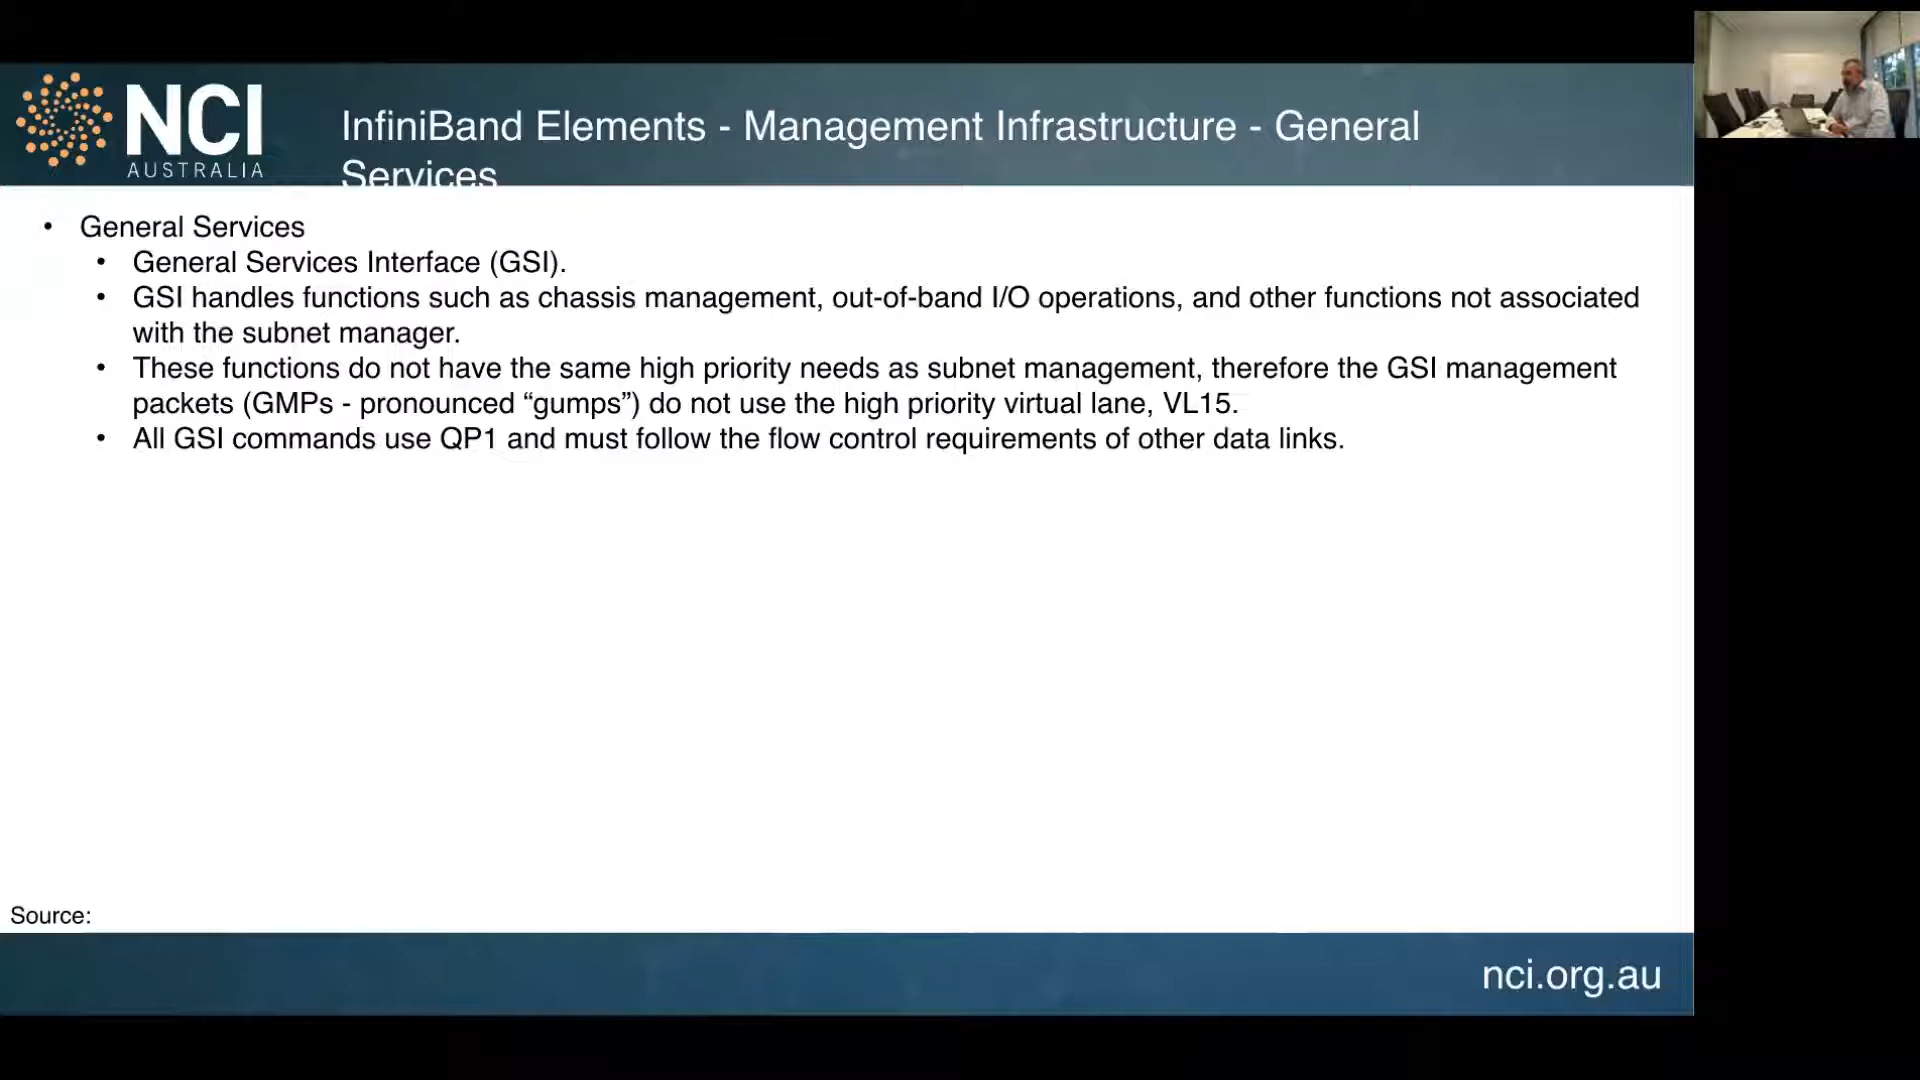 NCI
AUSTRALIA
InfiniBand Elements - Management Infrastructure - General
Services
• General Services
• General Services Interface (GSI).
• GSI handles functions such as chassis management, out-of-band I/O operations, and other functions not associated
with the subnet manager.
• These functions do not have the same high priority needs as subnet management, therefore the GSI management
packets (GMPs - pronounced “gumps”) do not use the high priority virtual lane, VL15.
• All GSI commands use QP1 and must follow the flow control requirements of other data links.
Source:
nci.org.au